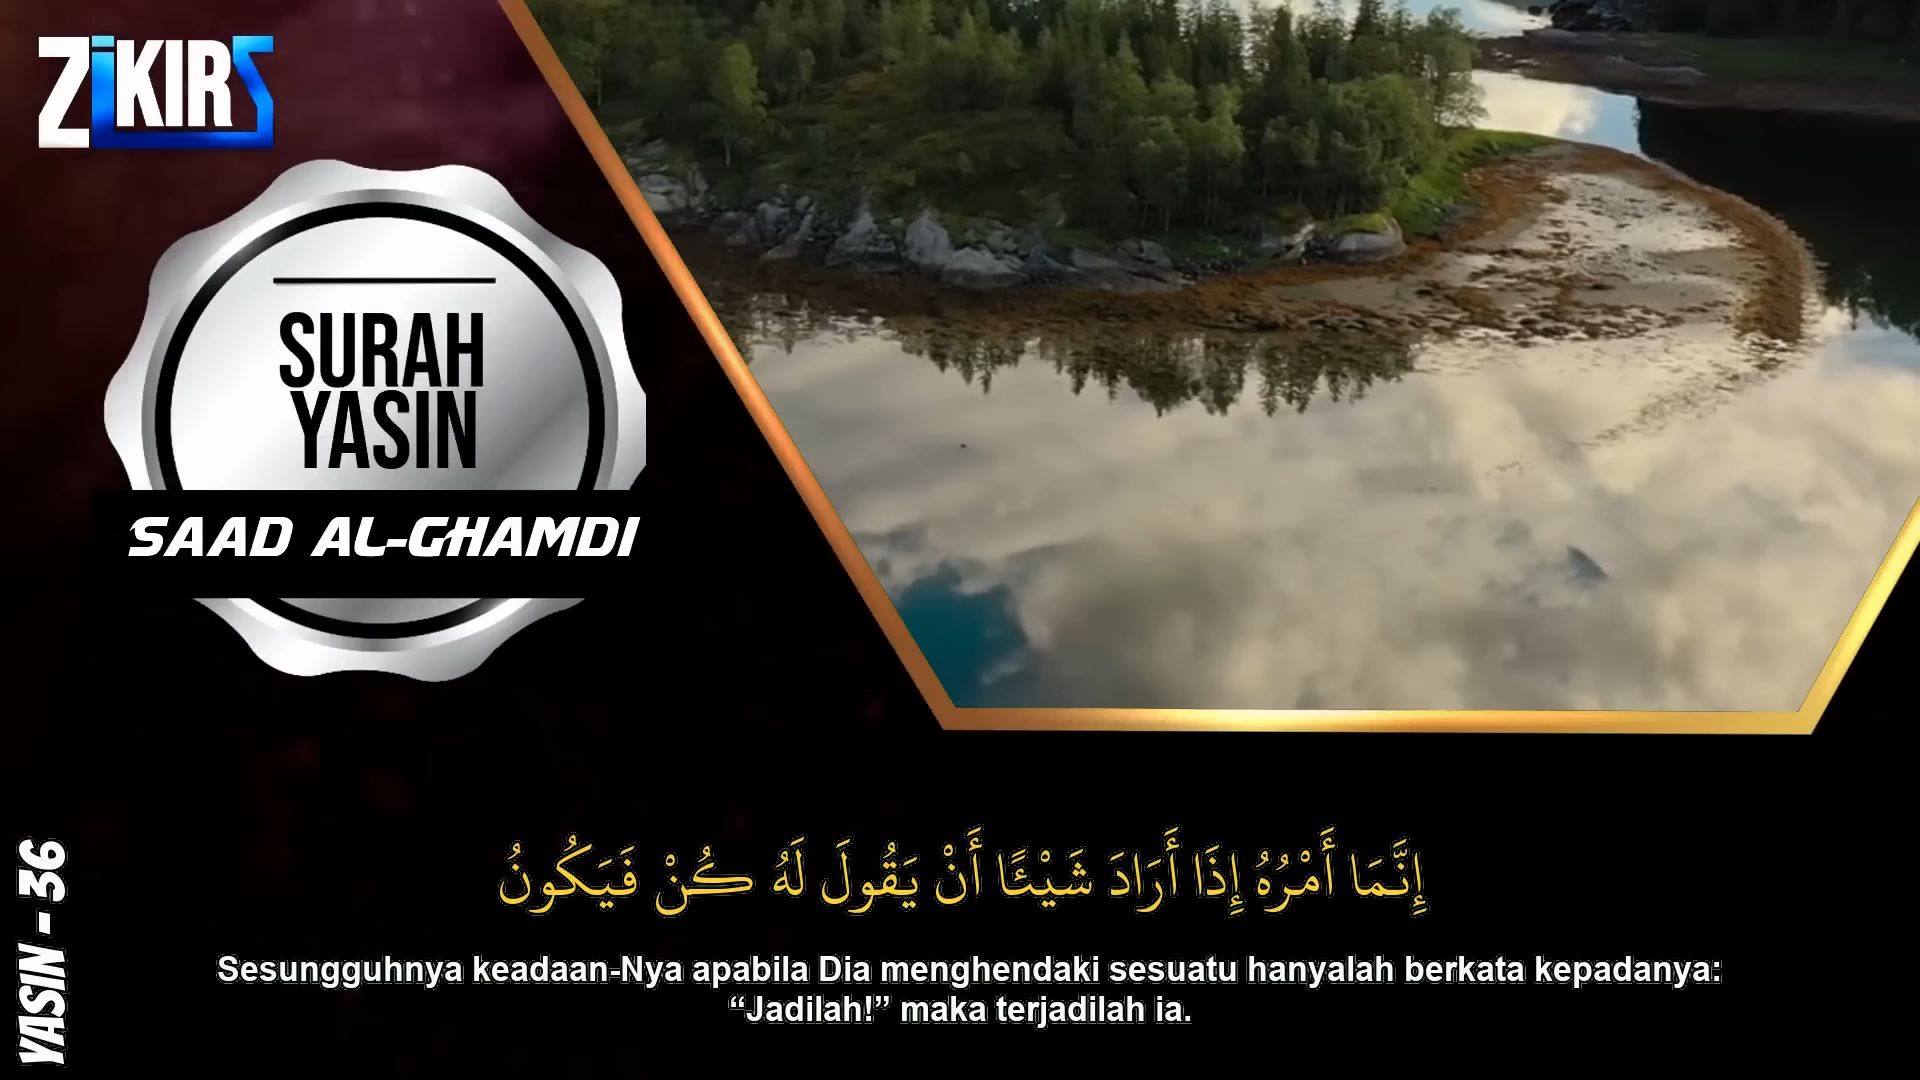 ZiKIRS
SURAH
YASIN
SAAD AL-GHAMDI
إِنَّمَا أَمْرُهُ إِذَا أَرَادَ شَيْئًا أَنْ يَقُولَ لَهُ كُنْ فَيَكُونُ
Sesungguhnya keadaan-Nya apabila Dia menghendaki sesuatu hanyalah berkata kepadanya:
“Jadilah!” maka terjadilah ia.
YASIN - 36